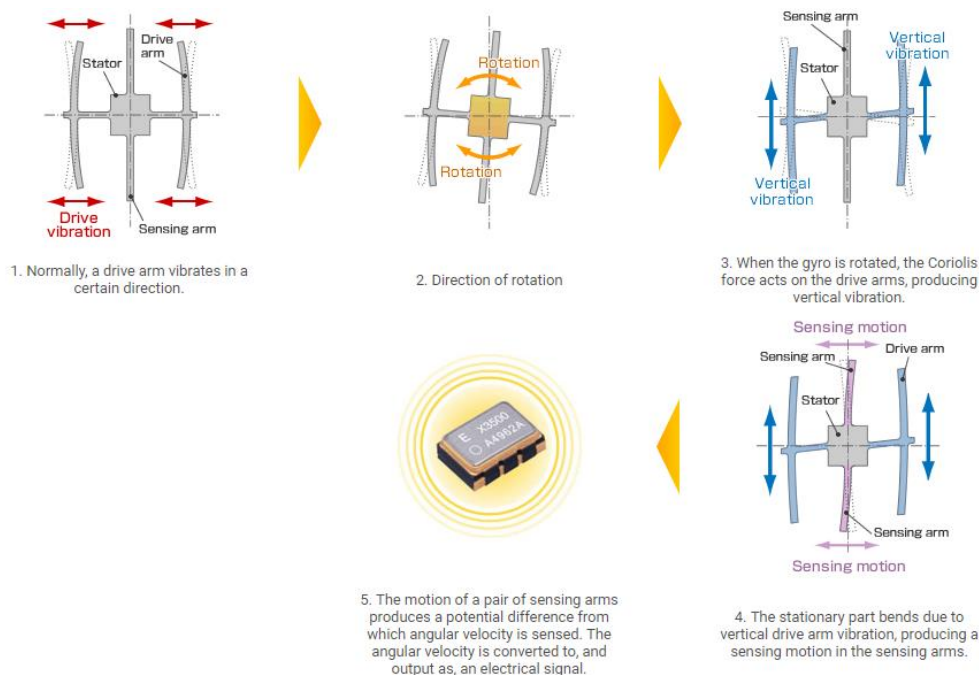 Drive arm
Stator
Drive vibration
Sensing arm
1. Normally, a drive arm vibrates in a
certain direction.
Rotation
Rotation
2. Direction of rotation
Sensing arm
Vertical
vibration
Stator
Vertical
vibration
3. When the gyro is rotated, the Coriolis
force acts on the drive arms, producing
vertical vibration.
Sensing motion
Sensing arm
Drive arm
Stator
Sensing arm
Sensing motion
4. The stationary part bends due to
vertical drive arm vibration, producing a
sensing motion in the sensing arms.
E X3500
A4962A
5. The motion of a pair of sensing arms
produces a potential difference from
which angular velocity is sensed. The
angular velocity is converted to, and
output as, an electrical signal.